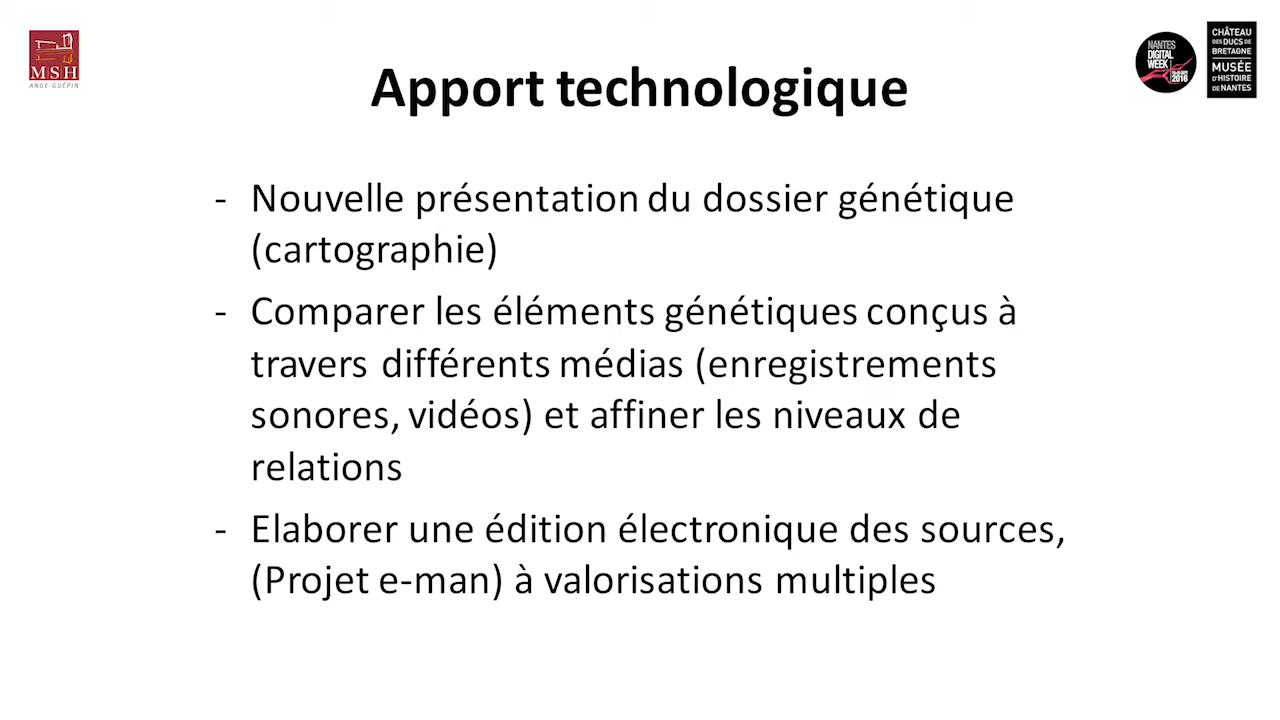 MSH
ANGE-GUÉPIN
NANTES
DIGITAL
WEEK
2016
CHÂTEAU
DES DUCS DE
BRETAGNE
MUSÉE
D'HISTOIRE
DE NANTES
Apport technologique
- Nouvelle présentation du dossier génétique
(cartographie)
- Comparer les éléments génétiques conçus à
travers différents médias (enregistrements
sonores, vidéos) et affiner les niveaux de
relations
- Elaborer une édition électronique des sources,
(Projet e-man) à valorisations multiples